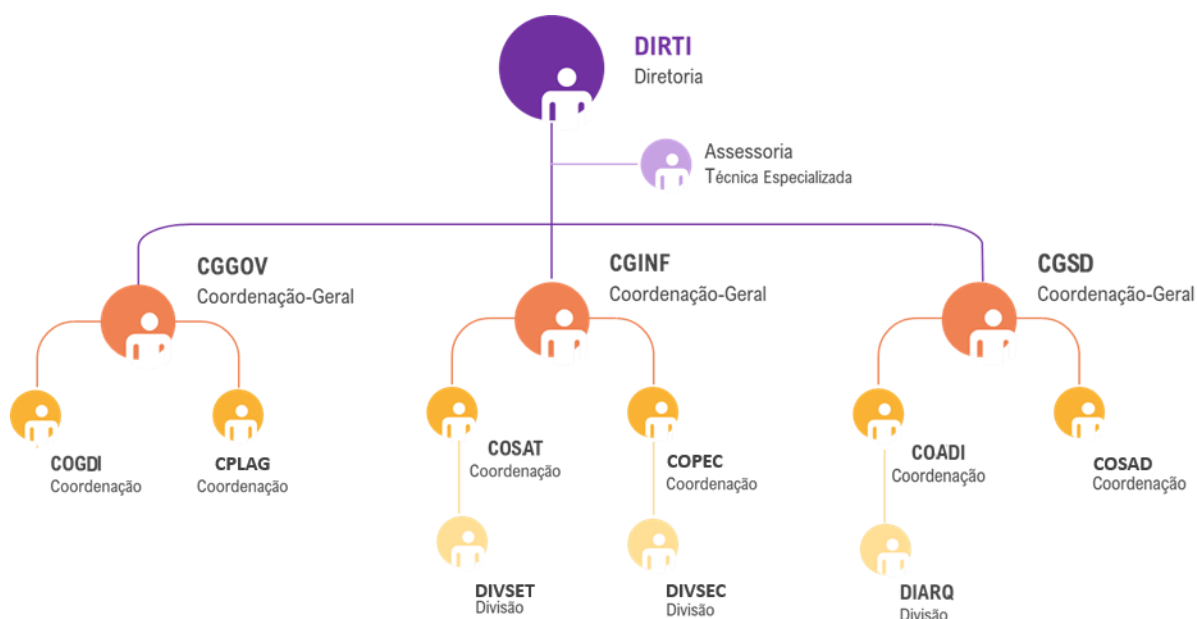 DIRTI
Diretoria
Assessoria
Técnica Especializada
CGGOV
Coordenação-Geral
CGINF
Coordenação-Geral
CGSD
Coordenação-Geral
COGDI
Coordenação
CPLAG
Coordenação
COSAT
Coordenação
COPEC
Coordenação
COADI
Coordenação
COSAD
Coordenação
DIVSET
Divisão
DIVSEC
Divisão
DIARQ
Divisão